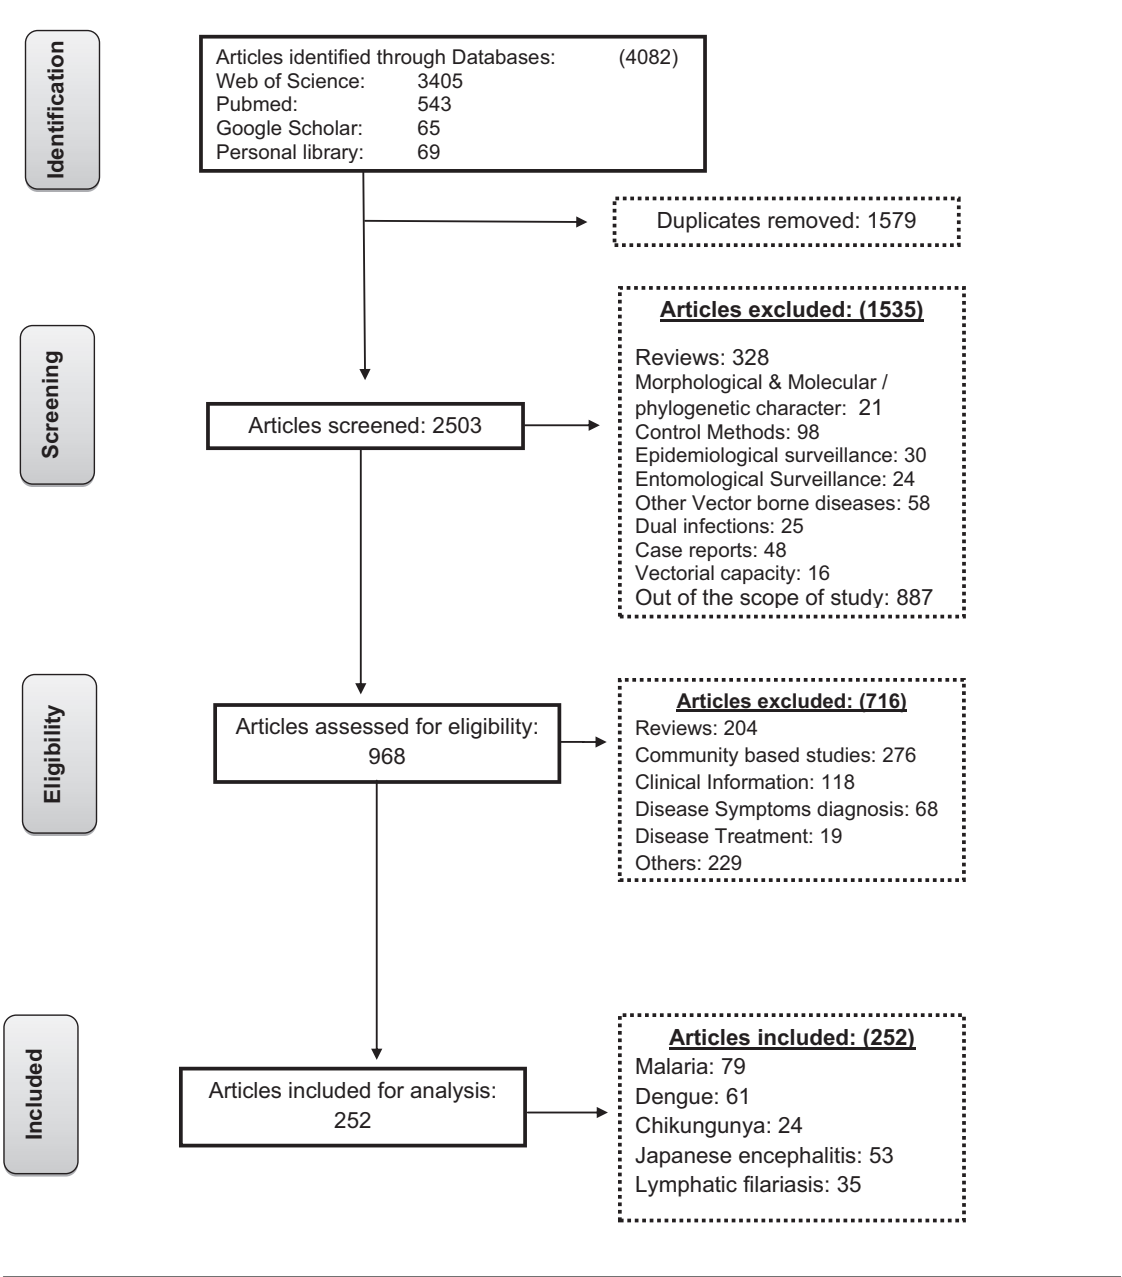 Identification
Articles identified through Databases: (4082)
Web of Science: 3405
Pubmed: 543
Google Scholar: 65
Personal library: 69
Duplicates removed: 1579
Screening
Articles screened: 2503
Articles excluded: (1535)
Reviews: 328
Morphological & Molecular /
phylogenetic character: 21
Control Methods: 98
Epidemiological surveillance: 30
Entomological Surveillance: 24
Other Vector borne diseases: 58
Dual infections: 25
Case reports: 48
Vectorial capacity: 16
Out of the scope of study: 887
Eligibility
Articles assessed for eligibility:
968
Articles excluded: (716)
Reviews: 204
Community based studies: 276
Clinical Information: 118
Disease Symptoms diagnosis: 68
Disease Treatment: 19
Others: 229
Included
Articles included for analysis:
252
Articles included: (252)
Malaria: 79
Dengue: 61
Chikungunya: 24
Japanese encephalitis: 53
Lymphatic filariasis: 35